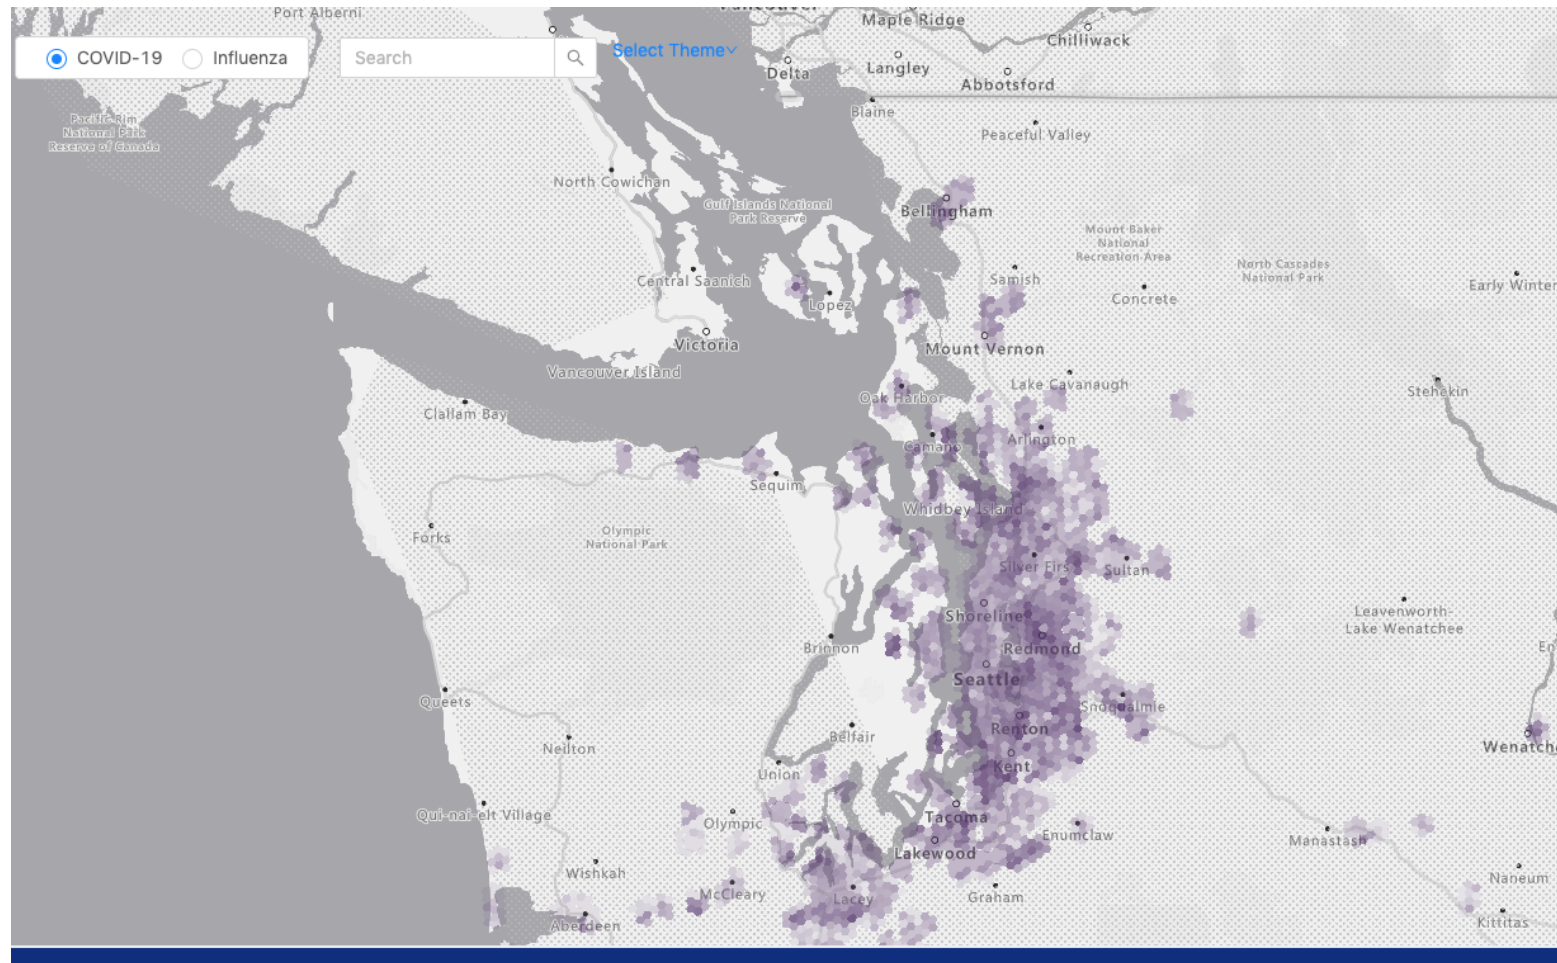 Port Alberni
Vancouver
Maple Ridge
Chilliwack
COVID-19
Influenza
Search
Select Theme
Delta
Langley
Abbotsford
Blaine
Pacific Rim
National Park
Reserve of Canada
Peaceful Valley
North Cowichan
Gulf Islands National
Park Reserve
Bellingham
Mount Baker
National
Recreation Area
North Cascades
National Park
Central Saanich
Samish
Early Winter
Lopez
Concrete
Victoria
Mount Vernon
Vancouver Island
Lake Cavanaugh
Stehekin
Oak Harbor
Clallam Bay
Camano
Arlington
Sequim
Whidbey Island
Forks
Olympic
National Park
Silver Firs
Sultan
Shoreline
Leavenworth-
Lake Wenatchee
Brinnon
Redmond
En
Seattle
Queets
Snoqualmie
Renton
Belfair
Neilton
Wenatch
Kent
Union
Qui-nai-elt Village
Olympic
Tacoma
Enumclaw
Manastash
Lakewood
Wishkah
Naneum
McCleary
Lacey
Graham
Aberdeen
Kittitas